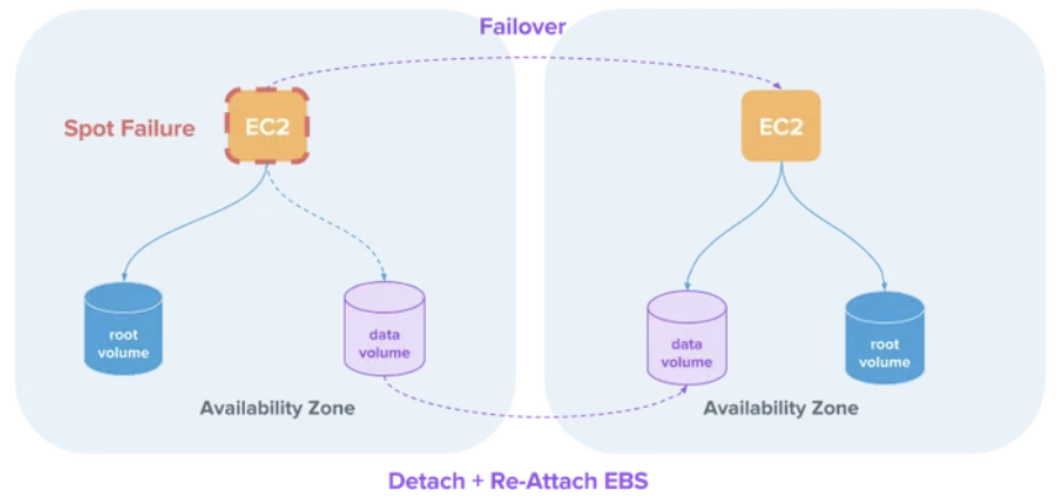 Failover
Spot Failure
EC2
EC2
root
volume
data
volume
data
volume
root
volume
Availability Zone
Availability Zone
Detach + Re-Attach EBS